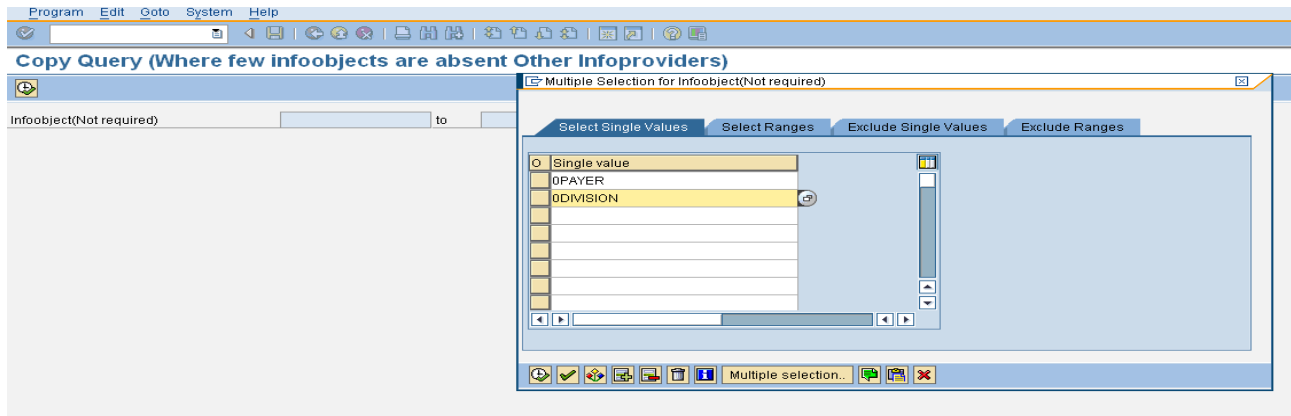 Program Edit Goto System Help
Copy Query (Where few infoobjects are absent Other Infoproviders)
Multiple Selection for Infoobject(Not required)
Infoobject(Not required) to
Select Single Values Select Ranges Exclude Single Values Exclude Ranges
O Single value
0PAYER
0DIVISION
Multiple selection..